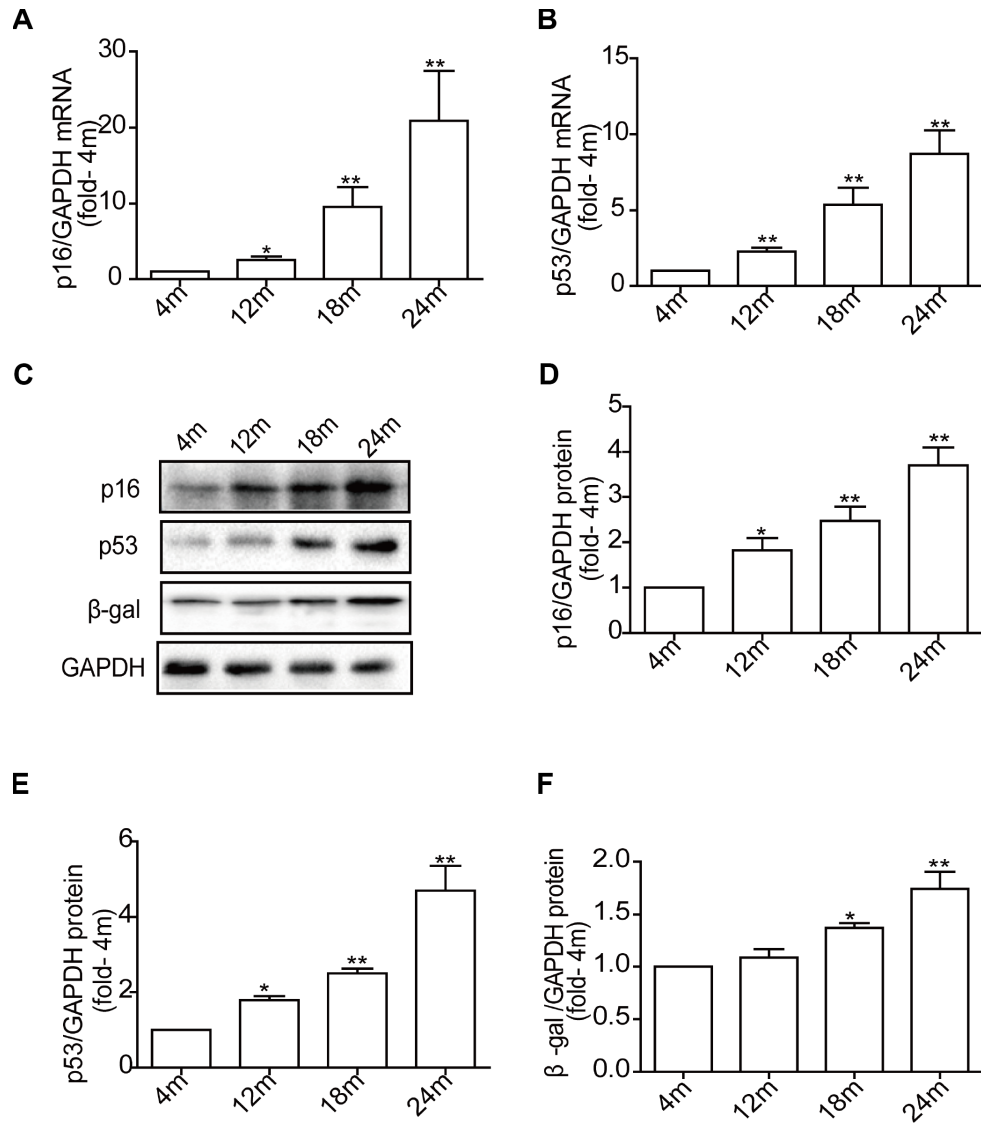 A
p16/GAPDH mRNA
(fold- 4m)
30
20
10
0
*
**
**
4m
12m
18m
24m
B
p53/GAPDH mRNA
(fold- 4m)
15
10
5
0
**
**
**
4m
12m
18m
24m
C
4m
12m
18m
24m
p16
p53
β-gal
GAPDH
D
p16/GAPDH protein
(fold- 4m)
5
4
3
2
1
0
*
**
**
4m
12m
18m
24m
E
p53/GAPDH protein
(fold- 4m)
6
4
2
0
*
**
**
4m
12m
18m
24m
F
β -gal /GAPDH protein
(fold- 4m)
2.0
1.5
1.0
0.5
0.0
*
**
4m
12m
18m
24m